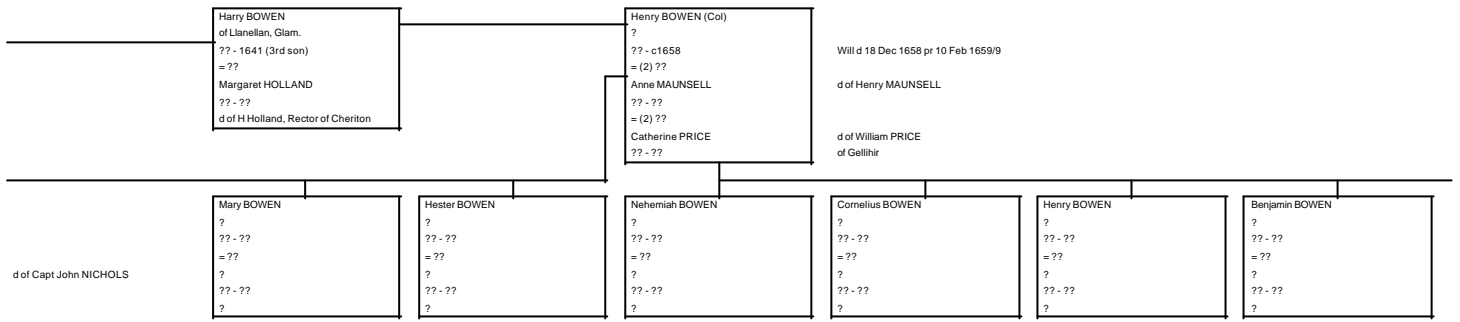 Harry BOWEN
of Llanellan, Glam.
?? - 1641 (3rd son)
= ??
Margaret HOLLAND
?? - ??
d of H Holland, Rector of Cheriton
Henry BOWEN (Col)
?
?? - c1658
= (2) ??
Anne MAUNSELL
?? - ??
= (2) ??
Catherine PRICE
?? - ??
Will d 18 Dec 1658 pr 10 Feb 1659/9
d of Henry MAUNSELL
d of William PRICE
of Gellihir
d of Capt John NICHOLS
Mary BOWEN
?
?? - ??
= ??
?
?? - ??
?
Hester BOWEN
?
?? - ??
= ??
?
?? - ??
?
Nehemiah BOWEN
?
?? - ??
= ??
?
?? - ??
?
Cornelius BOWEN
?
?? - ??
= ??
?
?? - ??
?
Henry BOWEN
?
?? - ??
= ??
?
?? - ??
?
Benjamin BOWEN
?
?? - ??
= ??
?
?? - ??
?